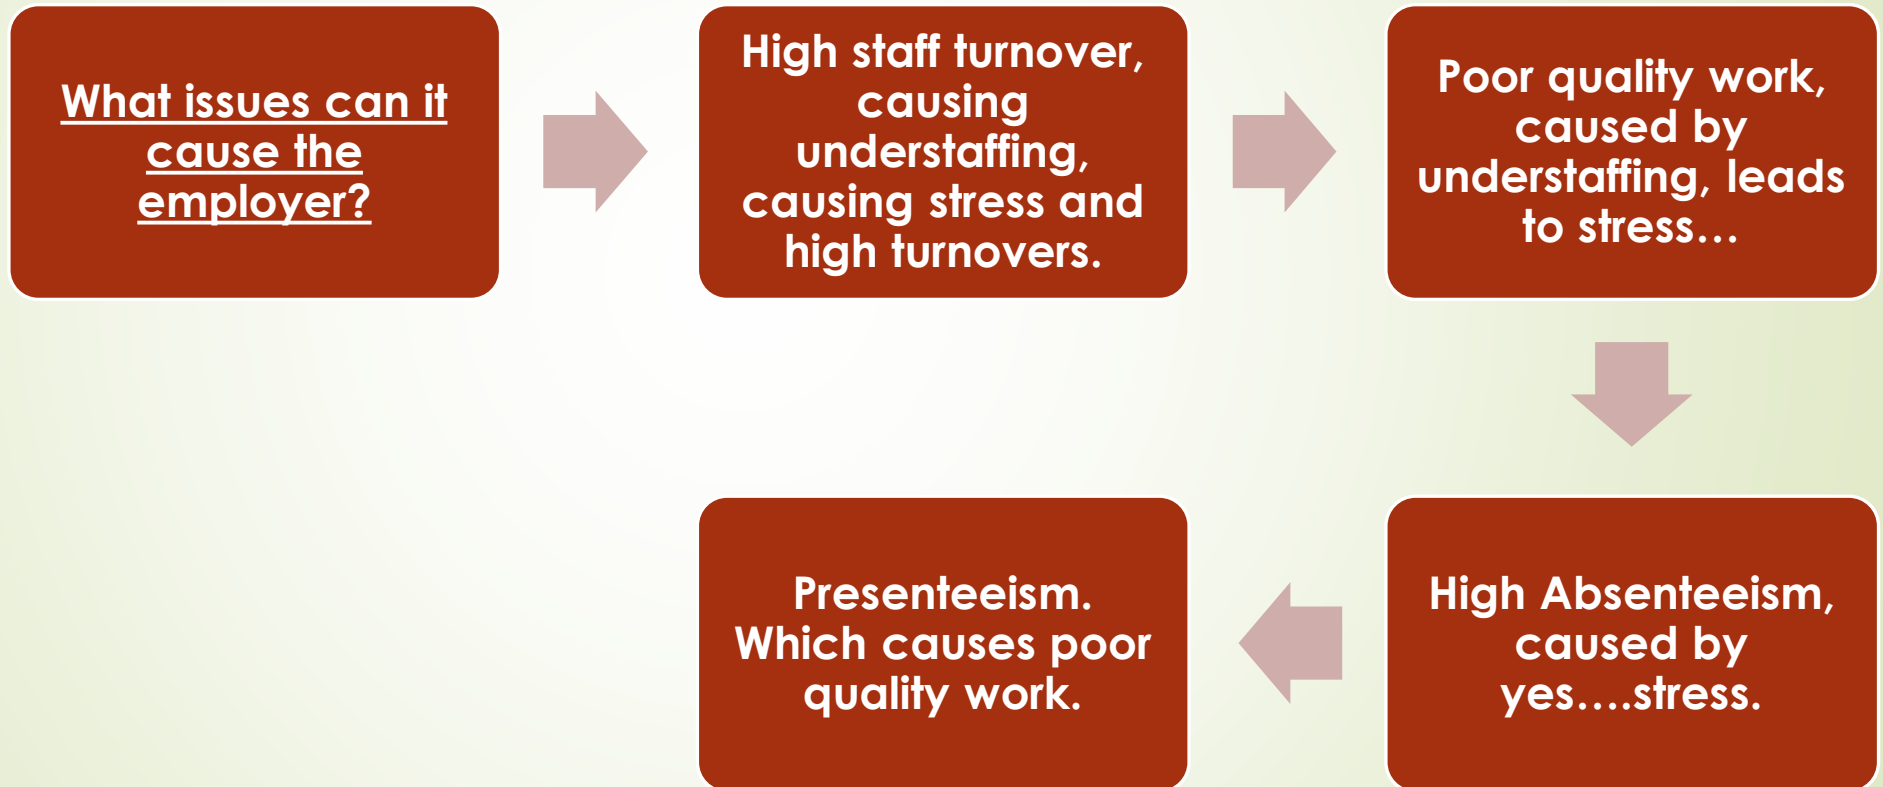 What issues can it
cause the
employer?
High staff turnover,
causing
understaffing,
causing stress and
high turnovers.
Poor quality work,
caused by
understaffing, leads
to stress…
High Absenteeism,
caused by
yes….stress.
Presenteeism.
Which causes poor
quality work.